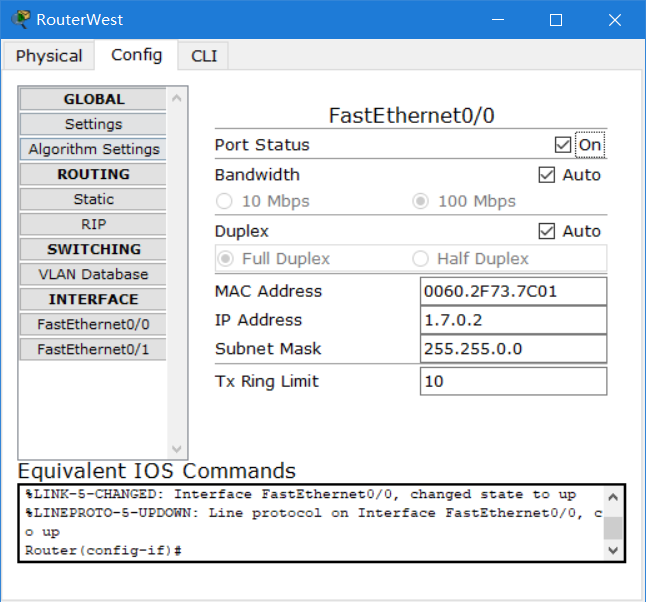 RouterWest
Physical Config CLI
GLOBAL
Settings
Algorithm Settings
ROUTING
Static
RIP
SWITCHING
VLAN Database
INTERFACE
FastEthernet0/0
FastEthernet0/1
FastEthernet0/0
Port Status On
Bandwidth Auto
10 Mbps 100 Mbps
Duplex Auto
Full Duplex Half Duplex
MAC Address 0060.2F73.7C01
IP Address 1.7.0.2
Subnet Mask 255.255.0.0
Tx Ring Limit 10
Equivalent IOS Commands
%LINK-5-CHANGED: Interface FastEthernet0/0, changed state to up
%LINEPROTO-5-UPDOWN: Line protocol on Interface FastEthernet0/0, c
o up
Router(config-if)#